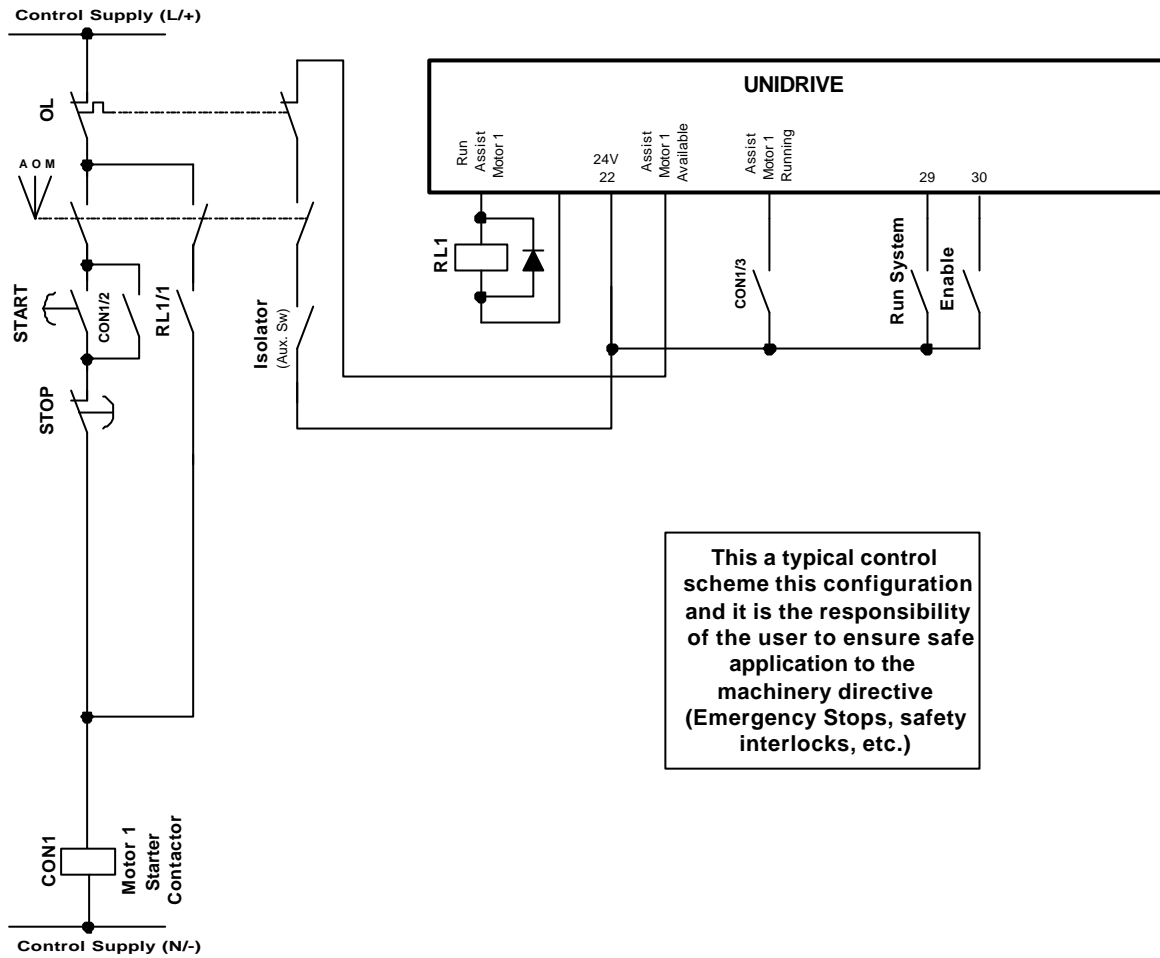 Control Supply (L/+)
OL
A O M
START
CON1/2
RL1/1
STOP
Isolator
(Aux. Sw)
UNIDRIVE
Run
Assist
Motor 1
24V
22
Assist
Motor 1
Available
Assist
Motor 1
Running
29
30
RL1
CON1/3
Run System
Enable
This a typical control
scheme this configuration
and it is the responsibility
of the user to ensure safe
application to the
machinery directive
(Emergency Stops, safety
interlocks, etc.)
CON1
Motor 1
Starter
Contactor
Control Supply (N/-)